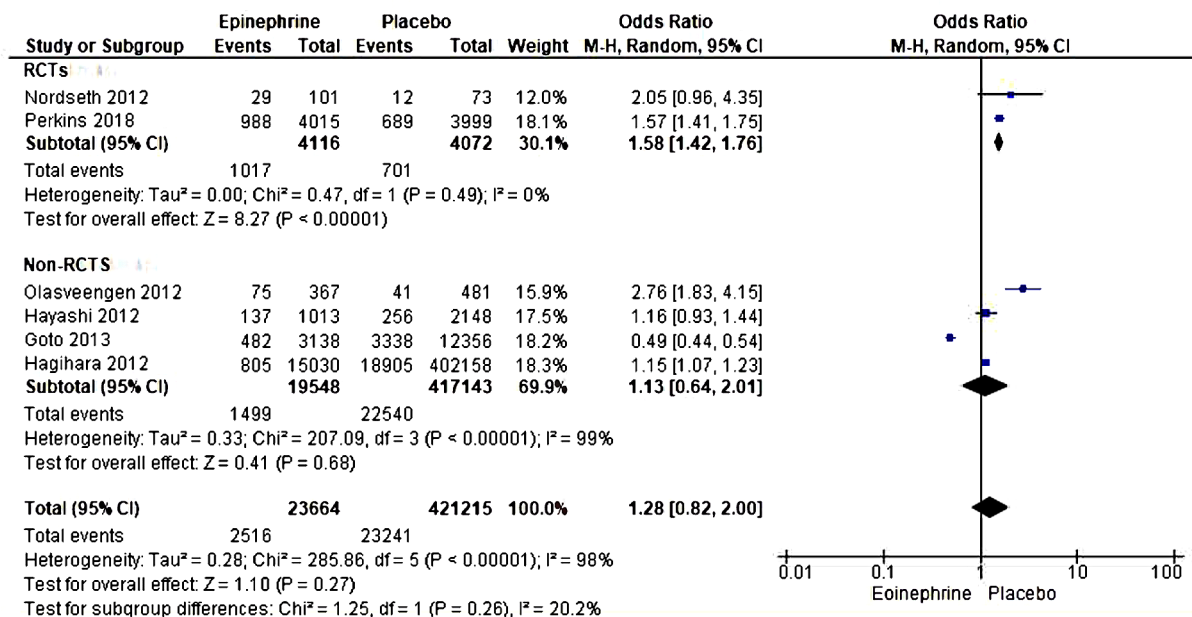 Epinephrine Placebo Odds Ratio Odds Ratio
Study or Subgroup Events Total Events Total Weight M-H, Random, 95% CI M-H, Random, 95% CI
RCTs
Nordseth 2012 29 101 12 73 12.0% 2.05 [0.96, 4.35]
Perkins 2018 988 4015 689 3999 18.1% 1.57 [1.41, 1.75]
Subtotal (95% CI) 4116 4072 30.1% 1.58 [1.42, 1.76]
Total events 1017 701
Heterogeneity: Tau² = 0.00; Chi² = 0.47, df = 1 (P = 0.49); I² = 0%
Test for overall effect: Z = 8.27 (P < 0.00001)
Non-RCTS
Olasveengen 2012 75 367 41 481 15.9% 2.76 [1.83, 4.15]
Hayashi 2012 137 1013 256 2148 17.5% 1.16 [0.93, 1.44]
Goto 2013 482 3138 3338 12356 18.2% 0.49 [0.44, 0.54]
Hagihara 2012 805 15030 18905 402158 18.3% 1.15 [1.07, 1.23]
Subtotal (95% CI) 19548 417143 69.9% 1.13 [0.64, 2.01]
Total events 1499 22540
Heterogeneity: Tau² = 0.33; Chi² = 207.09, df = 3 (P < 0.00001); I² = 99%
Test for overall effect: Z = 0.41 (P = 0.68)
Total (95% CI) 23664 421215 100.0% 1.28 [0.82, 2.00]
Total events 2516 23241
Heterogeneity: Tau² = 0.28; Chi² = 285.86, df = 5 (P < 0.00001); I² = 98%
Test for overall effect: Z = 1.10 (P = 0.27)
Test for subgroup differences: Chi² = 1.25, df = 1 (P = 0.26), I² = 20.2%
0.01 0.1 1 10 100
Eoinephrine Placebo